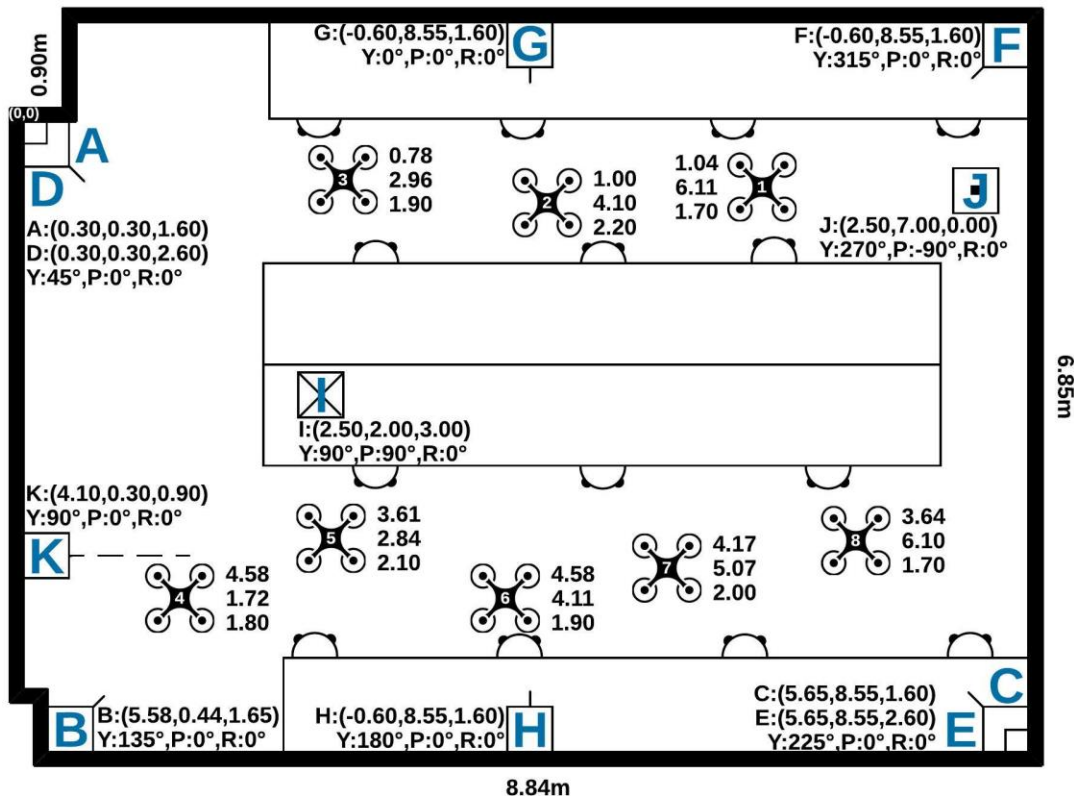 G:(-0.60,8.55,1.60)
Y:0°,P:0°,R:0°
G
F:(-0.60,8.55,1.60)
Y:315°,P:0°,R:0°
F
0.90m
(0,0)
A
D
A:(0.30,0.30,1.60)
D:(0.30,0.30,2.60)
Y:45°,P:0°,R:0°
3
0.78
2.96
1.90
2
1.00
4.10
2.20
1.04
6.11
1.70
1
J
J:(2.50,7.00,0.00)
Y:270°,P:-90°,R:0°
I
I:(2.50,2.00,3.00)
Y:90°,P:90°,R:0°
6.85m
K:(4.10,0.30,0.90)
Y:90°,P:0°,R:0°
K
4
4.58
1.72
1.80
5
3.61
2.84
2.10
6
4.58
4.11
1.90
7
4.17
5.07
2.00
8
3.64
6.10
1.70
B
B:(5.58,0.44,1.65)
Y:135°,P:0°,R:0°
H:(-0.60,8.55,1.60)
Y:180°,P:0°,R:0°
H
C:(5.65,8.55,1.60)
E:(5.65,8.55,2.60)
Y:225°,P:0°,R:0°
C
E
8.84m